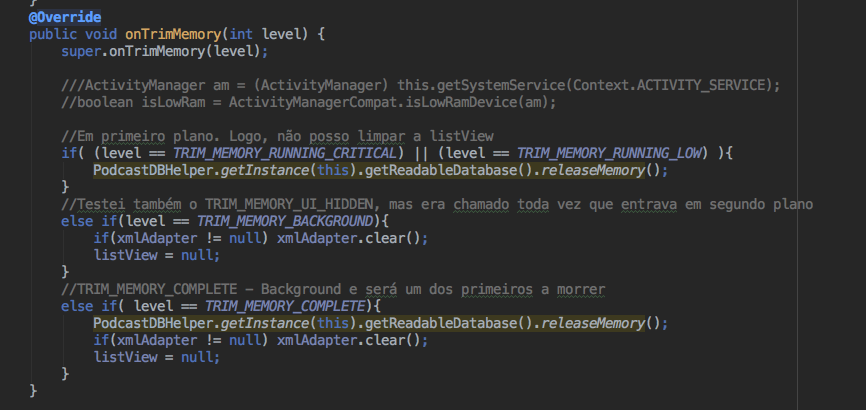 }
@Override
public void onTrimMemory(int level) {
super.onTrimMemory(level);
///ActivityManager am = (ActivityManager) this.getSystemService(Context.ACTIVITY_SERVICE);
//boolean isLowRam = ActivityManagerCompat.isLowRamDevice(am);
//Em primeiro plano. Logo, não posso limpar a listView
if( (level == TRIM_MEMORY_RUNNING_CRITICAL) || (level == TRIM_MEMORY_RUNNING_LOW) ){
PodcastDBHelper.getInstance(this).getReadableDatabase().releaseMemory();
}
//Testei também o TRIM_MEMORY_UI_HIDDEN, mas era chamado toda vez que entrava em segundo plano
else if(level == TRIM_MEMORY_BACKGROUND){
if(xmlAdapter != null) xmlAdapter.clear();
listView = null;
}
//TRIM_MEMORY_COMPLETE - Background e será um dos primeiros a morrer
else if( level == TRIM_MEMORY_COMPLETE){
PodcastDBHelper.getInstance(this).getReadableDatabase().releaseMemory();
if(xmlAdapter != null) xmlAdapter.clear();
listView = null;
}
}